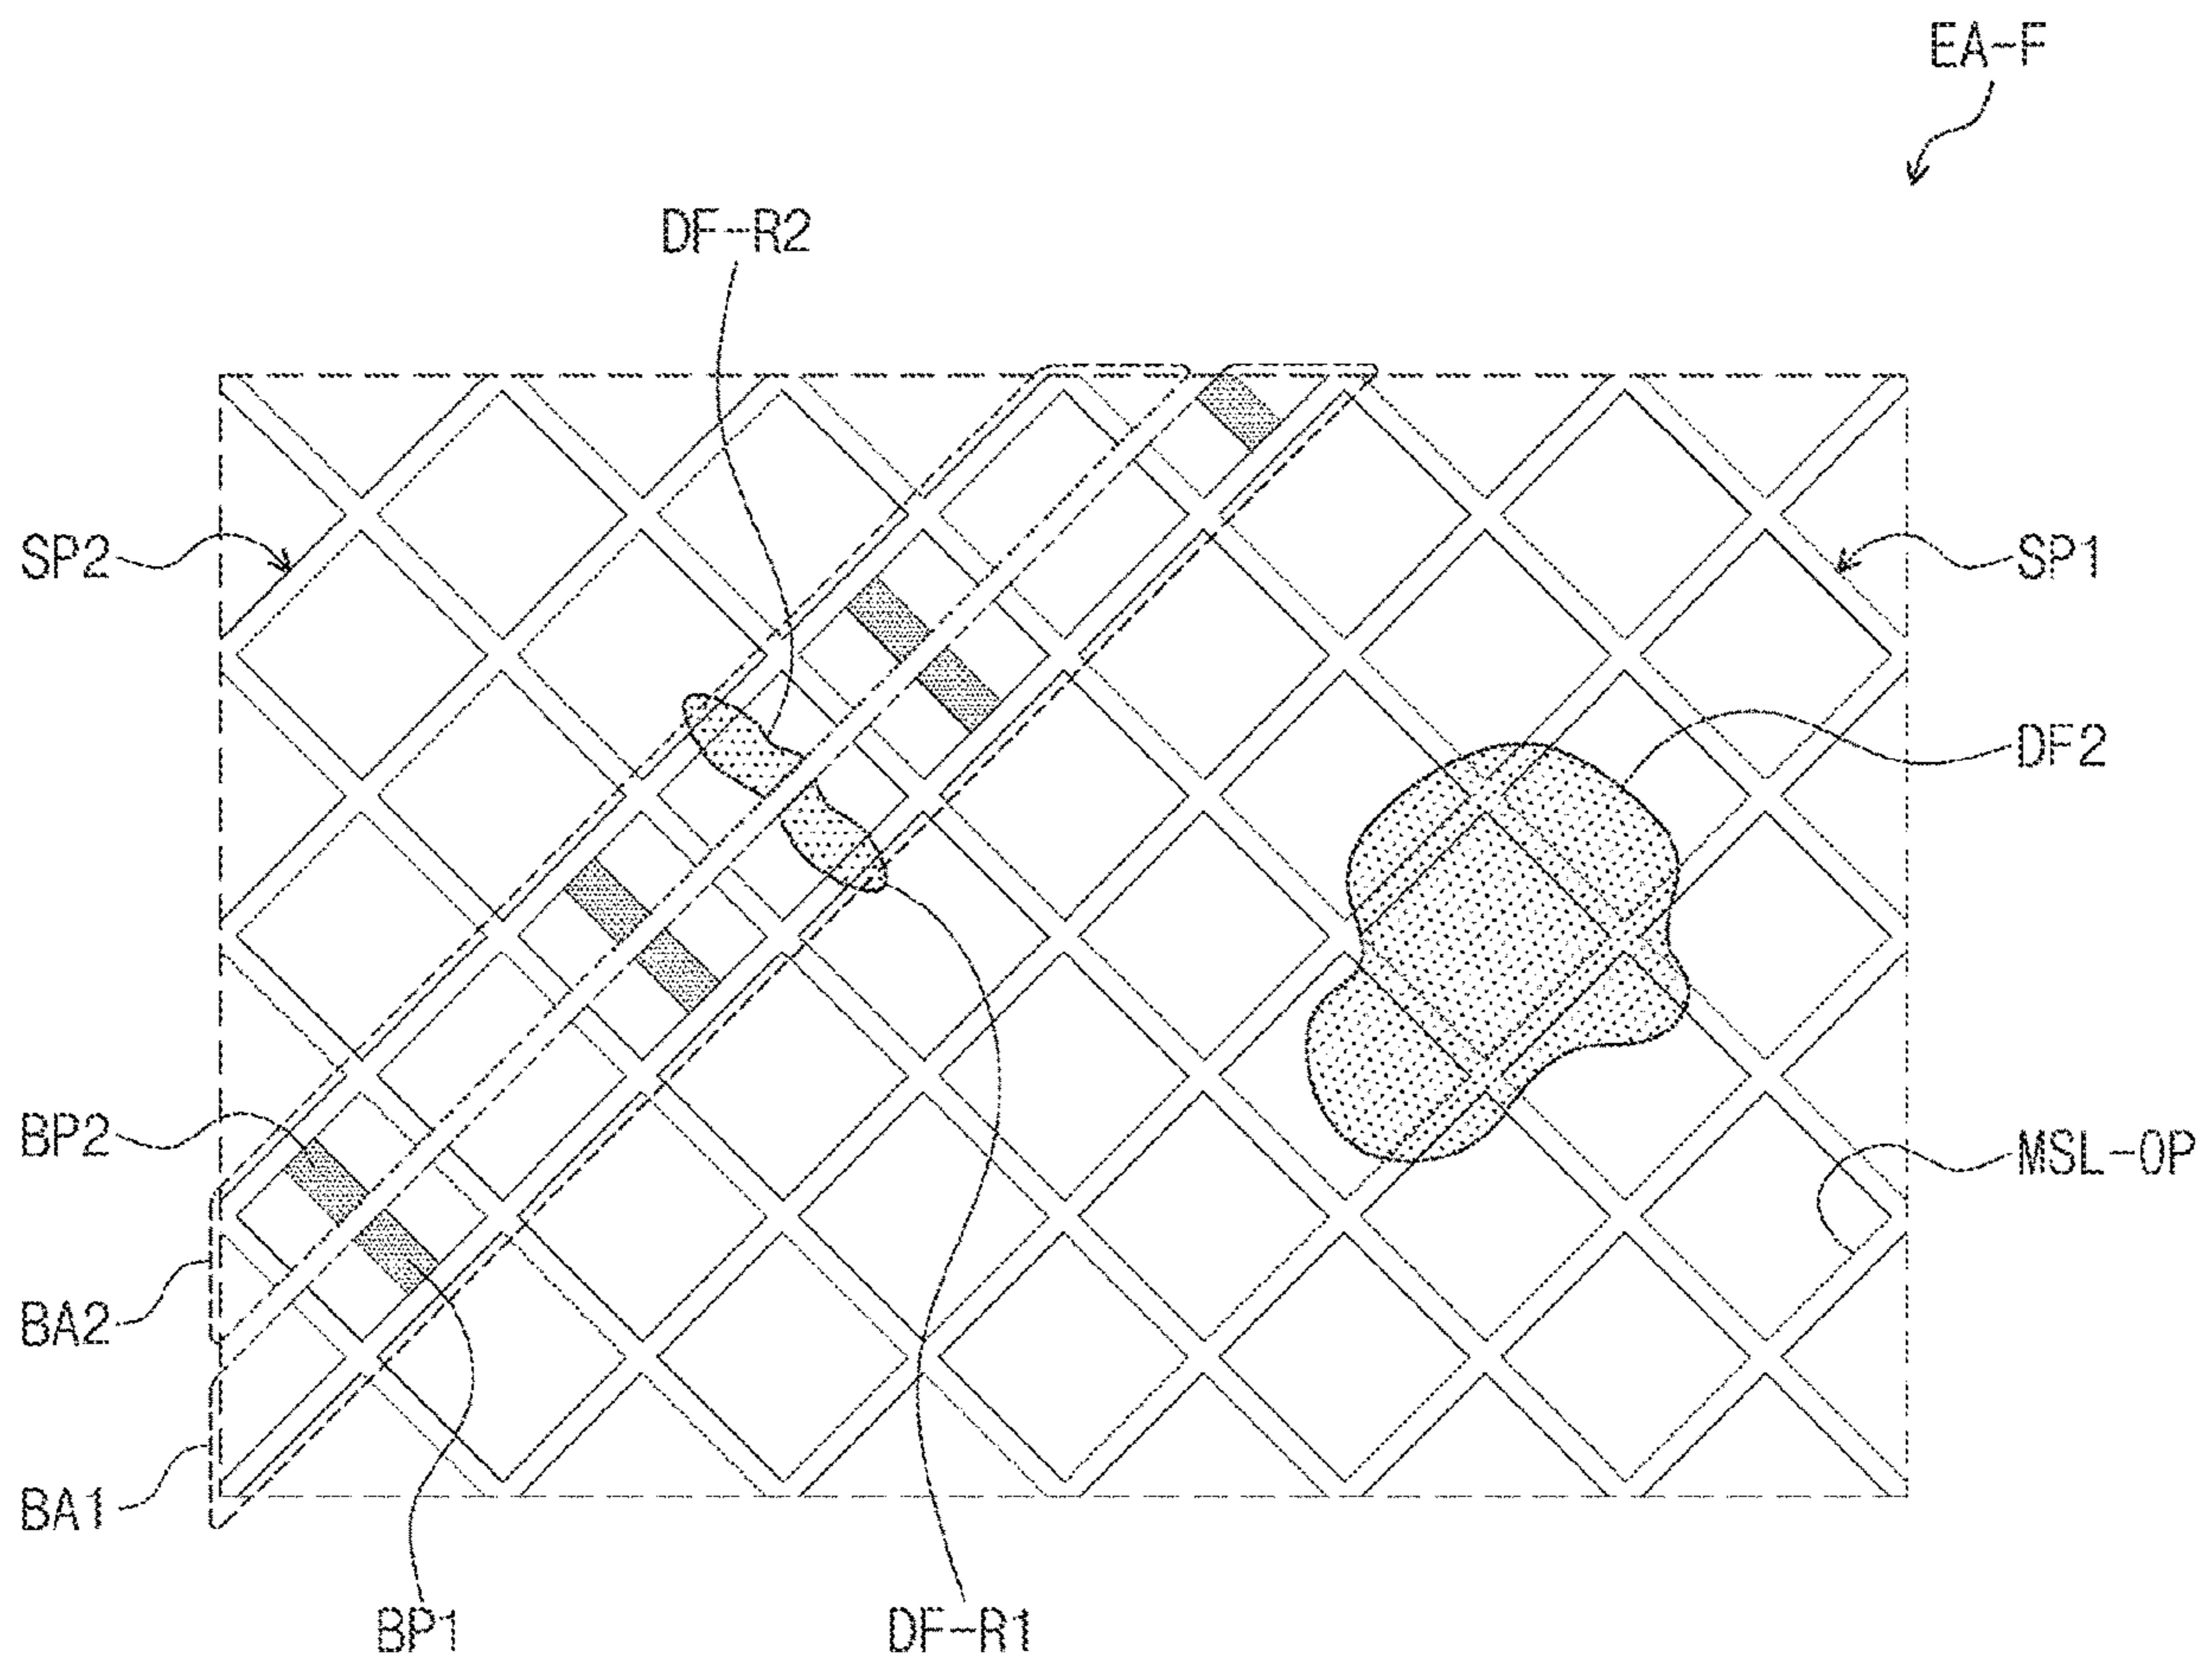 EA-F
DF-R2
SP2
SP1
DF2
BP2
MSL-OP
BA2
BA1
BP1
DF-R1